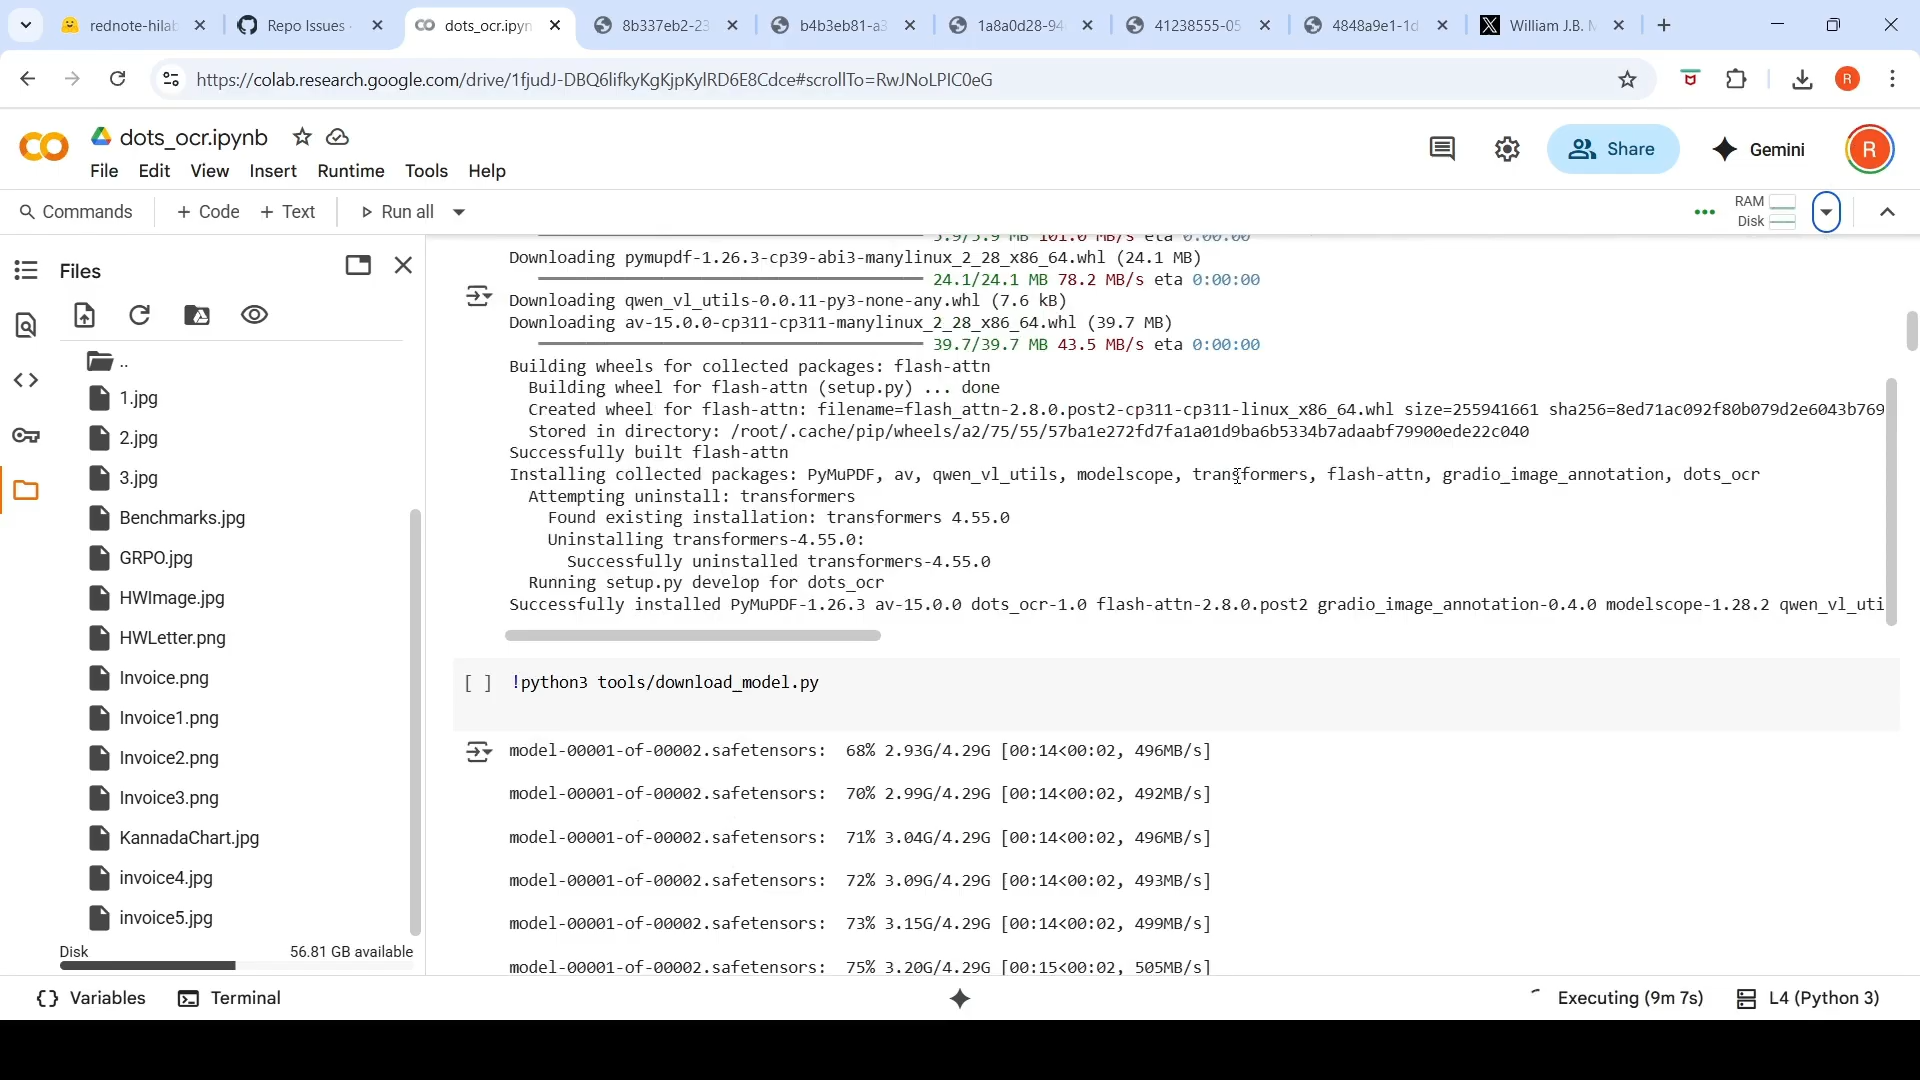 rednote-hilab
Repo Issues
dots_ocr.ipyn
8b337eb2-23
b4b3eb81-a3
1a8a0d28-94
41238555-05
4848a9e1-1d
William J.B. M
https://colab.research.google.com/drive/1fjudJ-DBQ6lifkyKgKjpKylRD6E8Cdce#scrollTo=RwJNoLPIC0eG
R
dots_ocr.ipynb
File Edit View Insert Runtime Tools Help
Share
Gemini
R
Commands
+ Code
+ Text
Run all
RAM
Disk
Files
..
1.jpg
2.jpg
3.jpg
Benchmarks.jpg
GRPO.jpg
HWImage.jpg
HWLetter.png
Invoice.png
Invoice1.png
Invoice2.png
Invoice3.png
KannadaChart.jpg
invoice4.jpg
invoice5.jpg
Disk
56.81 GB available
5.9/5.9 MB 101.0 MB/s eta 0:00:00
Downloading pymupdf-1.26.3-cp39-abi3-manylinux_2_28_x86_64.whl (24.1 MB)
24.1/24.1 MB 78.2 MB/s eta 0:00:00
Downloading qwen_vl_utils-0.0.11-py3-none-any.whl (7.6 kB)
Downloading av-15.0.0-cp311-cp311-manylinux_2_28_x86_64.whl (39.7 MB)
39.7/39.7 MB 43.5 MB/s eta 0:00:00
Building wheels for collected packages: flash-attn
Building wheel for flash-attn (setup.py) ... done
Created wheel for flash-attn: filename=flash_attn-2.8.0.post2-cp311-cp311-linux_x86_64.whl size=255941661 sha256=8ed71ac092f80b079d2e6043b769
Stored in directory: /root/.cache/pip/wheels/a2/75/55/57ba1e272fd7fa1a01d9ba6b5334b7adaabf79900ede22c040
Successfully built flash-attn
Installing collected packages: PyMuPDF, av, qwen_vl_utils, modelscope, transformers, flash-attn, gradio_image_annotation, dots_ocr
Attempting uninstall: transformers
Found existing installation: transformers 4.55.0
Uninstalling transformers-4.55.0:
Successfully uninstalled transformers-4.55.0
Running setup.py develop for dots_ocr
Successfully installed PyMuPDF-1.26.3 av-15.0.0 dots_ocr-1.0 flash-attn-2.8.0.post2 gradio_image_annotation-0.4.0 modelscope-1.28.2 qwen_vl_uti
[ ] !python3 tools/download_model.py
model-00001-of-00002.safetensors: 68% 2.93G/4.29G [00:14<00:02, 496MB/s]
model-00001-of-00002.safetensors: 70% 2.99G/4.29G [00:14<00:02, 492MB/s]
model-00001-of-00002.safetensors: 71% 3.04G/4.29G [00:14<00:02, 496MB/s]
model-00001-of-00002.safetensors: 72% 3.09G/4.29G [00:14<00:02, 493MB/s]
model-00001-of-00002.safetensors: 73% 3.15G/4.29G [00:14<00:02, 499MB/s]
model-00001-of-00002.safetensors: 75% 3.20G/4.29G [00:15<00:02, 505MB/s]
Variables
Terminal
Executing (9m 7s)
L4 (Python 3)